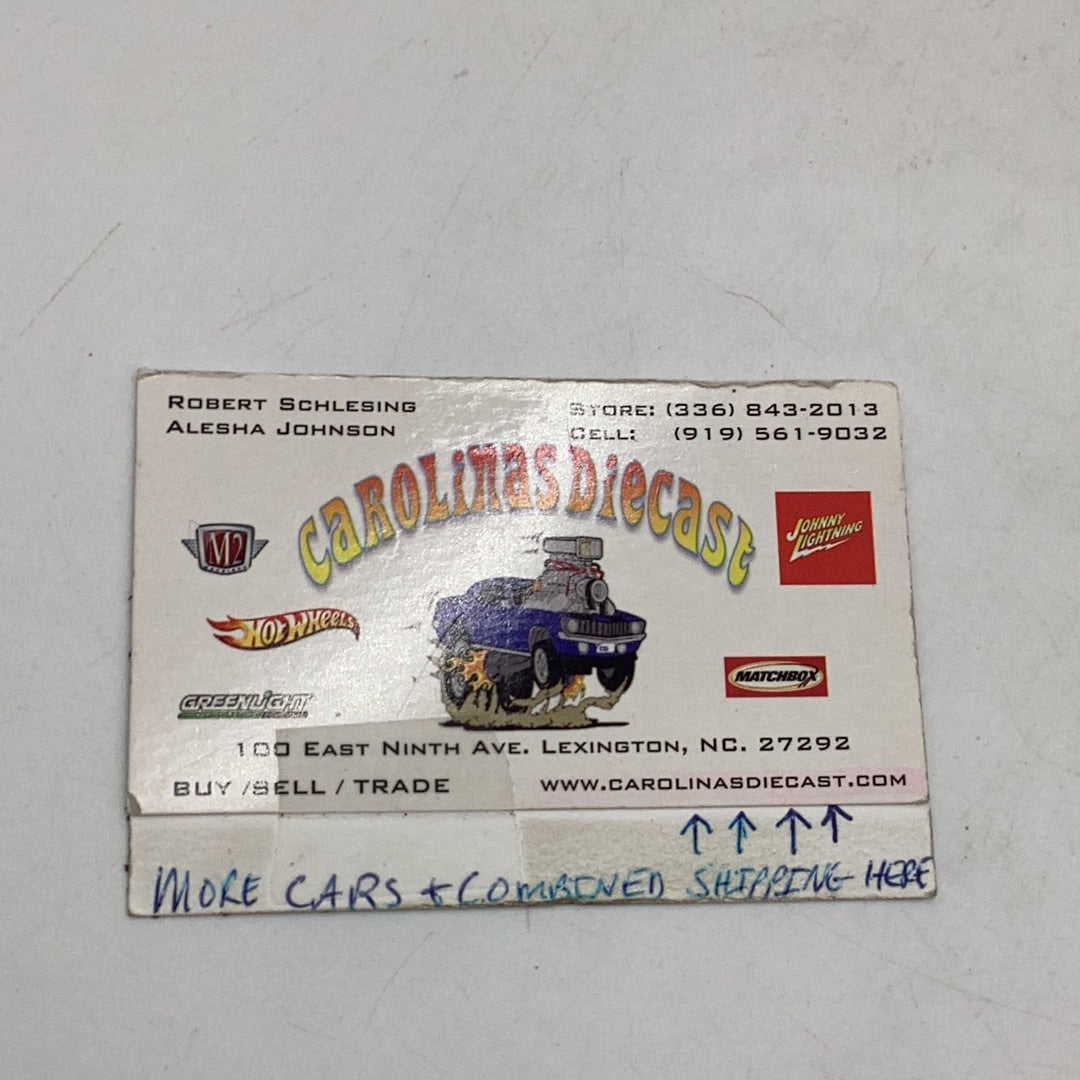 ROBERT SCHLESING
ALESHA JOHNSON
STORE: (336) 843-2013
CELL: (919) 561-9032
CAROLINAS DIECAST
M2
JOHNNY
LIGHTNING
HOT WHEELS
MATCHBOX
GREENLIGHT
100 EAST NINTH AVE. LEXINGTON, NC. 27292
BUY /SELL / TRADE
WWW.CAROLINASDIECAST.COM
↑ ↑ ↑ ↑
MORE CARS + COMBINED SHIPPING HERE